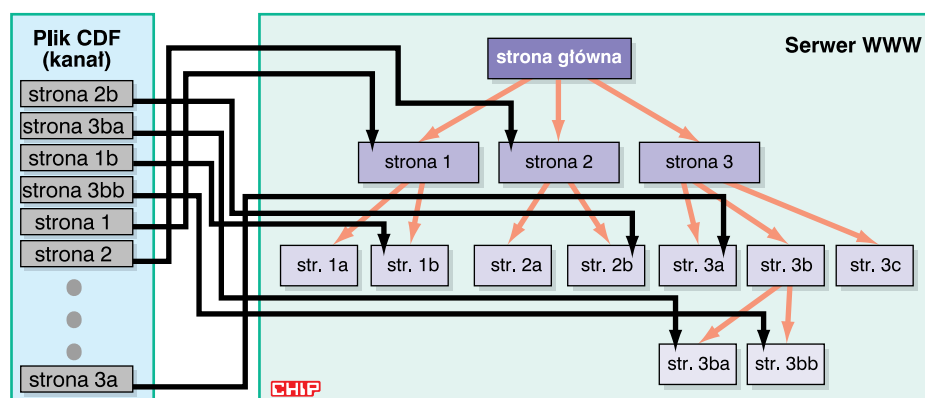 Plik CDF
(kanał)
strona 2b
strona 3ba
strona 1b
strona 3bb
strona 1
strona 2
strona 3a
Serwer WWW
strona główna
strona 1
strona 2
strona 3
str. 1a
str. 1b
str. 2a
str. 2b
str. 3a
str. 3b
str. 3c
str. 3ba
str. 3bb
CHIP